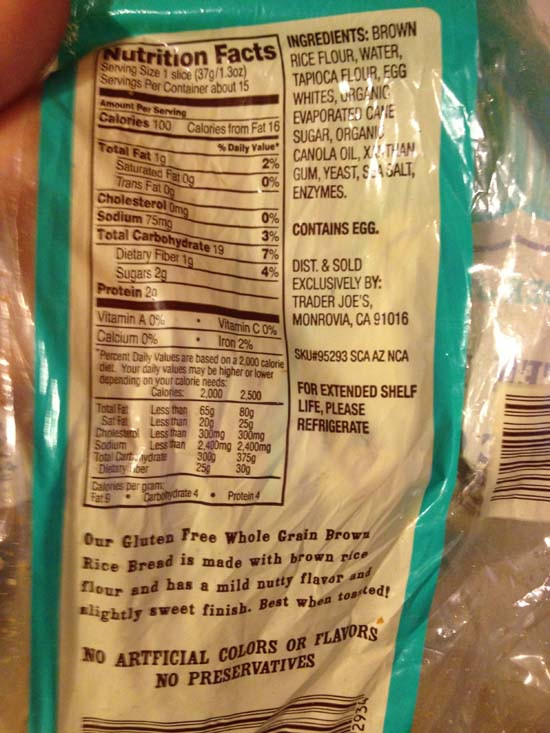 Nutrition Facts
Serving Size 1 slice (37g/1.3oz)
Servings Per Container about 15
Amount Per Serving
Calories 100 Calories from Fat 16
% Daily Value*
Total Fat 1g 2%
Saturated Fat 0g 0%
Trans Fat 0g
Cholesterol 0mg 0%
Sodium 75mg 3%
Total Carbohydrate 19 7%
Dietary Fiber 1g 4%
Sugars 2g
Protein 2g
Vitamin A 0% • Vitamin C 0%
Calcium 0% • Iron 2%
*Percent Daily Values are based on a 2,000 calorie
diet. Your daily values may be higher or lower
depending on your calorie needs:
Calories: 2,000 2,500
Total Fat Less than 65g 80g
Sat Fat Less than 20g 25g
Cholesterol Less than 300mg 300mg
Sodium Less than 2,400mg 2,400mg
Total Carbohydrate 300g 375g
Dietary Fiber 25g 30g
Calories per gram:
Fat 9 • Carbohydrate 4 • Protein 4
INGREDIENTS: BROWN
RICE FLOUR, WATER,
TAPIOCA FLOUR, EGG
WHITES, ORGANIC
EVAPORATED CANE
SUGAR, ORGANIC
CANOLA OIL, XANTHAN
GUM, YEAST, SEA SALT,
ENZYMES.
CONTAINS EGG.
DIST. & SOLD
EXCLUSIVELY BY:
TRADER JOE'S,
MONROVIA, CA 91016
SKU#95293 SCA AZ NCA
FOR EXTENDED SHELF
LIFE, PLEASE
REFRIGERATE
Our Gluten Free Whole Grain Brown
Rice Bread is made with brown rice
flour and has a mild nutty flavor and
slightly sweet finish. Best when toasted!
NO ARTFICIAL COLORS OR FLAVORS
NO PRESERVATIVES